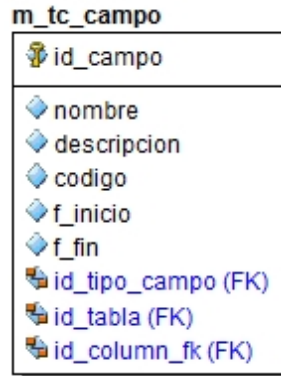 m_tc_campo
id_campo
nombre
descripcion
codigo
f_inicio
f_fin
id_tipo_campo (FK)
id_tabla (FK)
id_column_fk (FK)